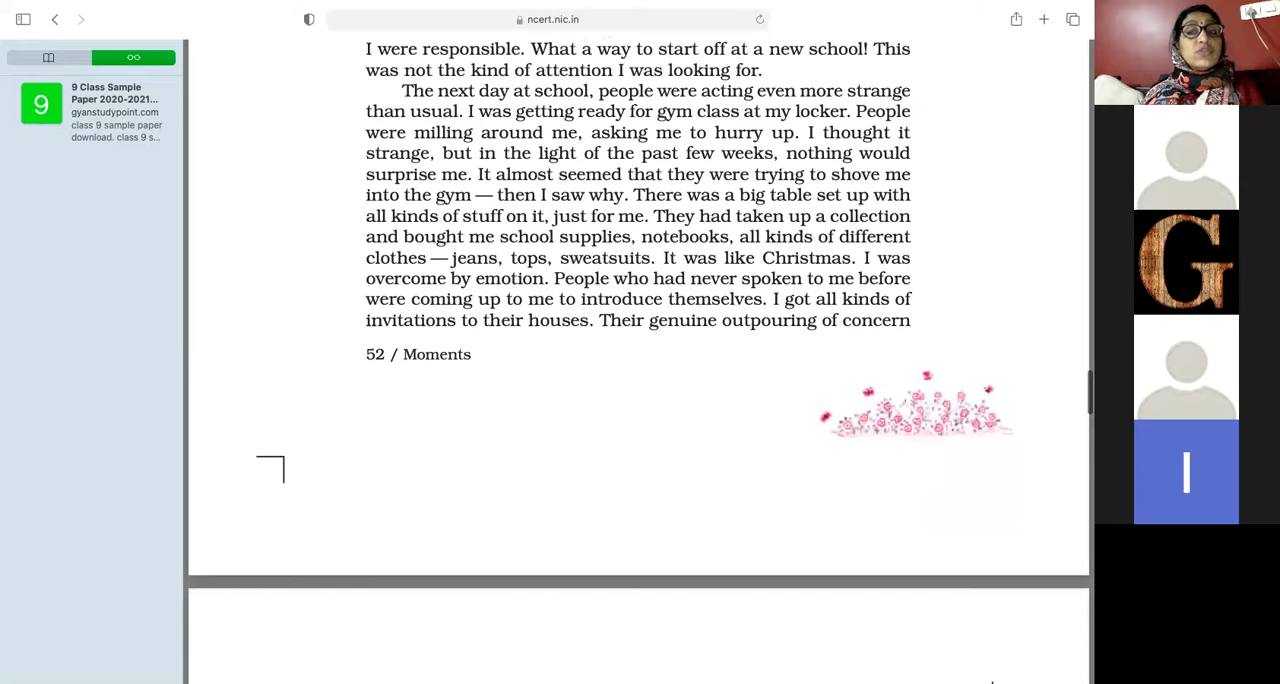 ncert.nic.in
9
9 Class Sample
Paper 2020-2021...
gyanstudypoint.com
class 9 sample paper
download. class 9 s...
I were responsible. What a way to start off at a new school! This
was not the kind of attention I was looking for.
The next day at school, people were acting even more strange
than usual. I was getting ready for gym class at my locker. People
were milling around me, asking me to hurry up. I thought it
strange, but in the light of the past few weeks, nothing would
surprise me. It almost seemed that they were trying to shove me
into the gym — then I saw why. There was a big table set up with
all kinds of stuff on it, just for me. They had taken up a collection
and bought me school supplies, notebooks, all kinds of different
clothes — jeans, tops, sweatsuits. It was like Christmas. I was
overcome by emotion. People who had never spoken to me before
were coming up to me to introduce themselves. I got all kinds of
invitations to their houses. Their genuine outpouring of concern
52 / Moments
G
I